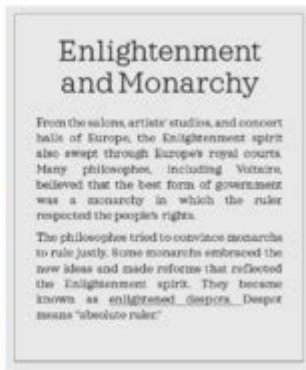 Enlightenment
and Monarchy
From the salons, artists' studios, and concert
halls of Europe, the Enlightenment spirit
also swept through Europe's royal courts.
Many philosophes, including Voltaire,
believed that the best form of government
was a monarchy in which the ruler
respected the people's rights.
The philosophes tried to convince monarchs
to rule justly. Some monarchs embraced the
new ideas and made reforms that reflected
the Enlightenment spirit. They became
known as enlightened despots. Despot
means "absolute ruler."